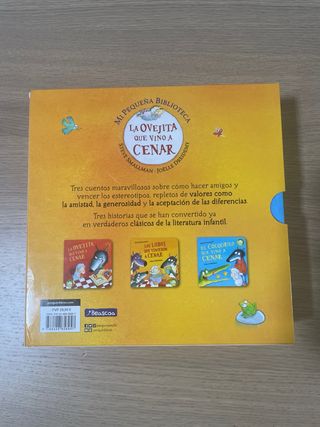 MI PEQUEÑA BIBLIOTECA
LA OVEJITA
QUE VINO A
CENAR
STEVE SMALLMAN · JOËLLE DREIDEMY
Tres cuentos maravillosos sobre cómo hacer amigos y
vencer los estereotipos, repletos de valores como
la amistad, la generosidad y la aceptación de las diferencias.
Tres historias que se han convertido ya
en verdaderos clásicos de la literatura infantil.
LA OVEJITA
QUE VINO A
CENAR
LAS LIBRES
QUE VINIERON
A CENAR
EL COCODRILO
QUE VINO A
CENAR
Beascoa